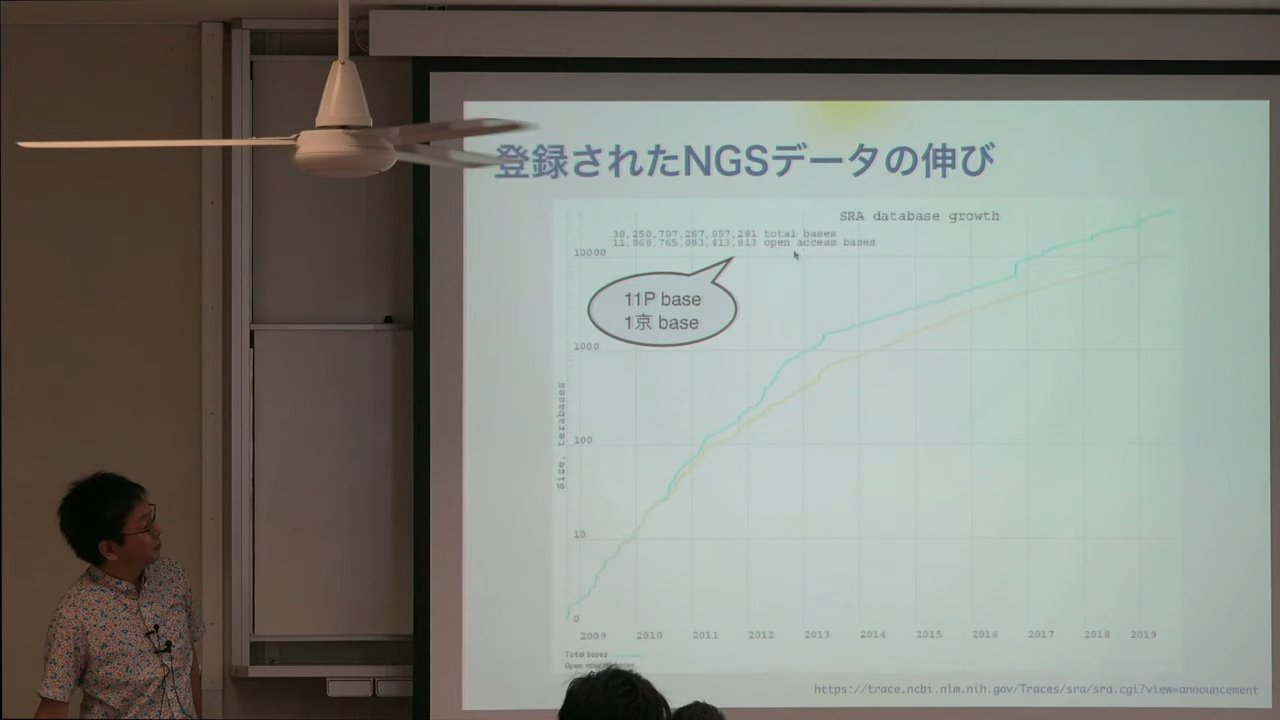 登録されたNGSデータの伸び
SRA database growth
30,250,707,267,057,281 total bases
11,868,765,083,413,813 open access bases
10000
11P base
1京 base
1000
Size, terabases
100
10
0
2009 2010 2011 2012 2013 2014 2015 2016 2017 2018 2019
Total bases
Open access bases
https://trace.ncbi.nlm.nih.gov/Traces/sra/sra.cgi?view=announcement